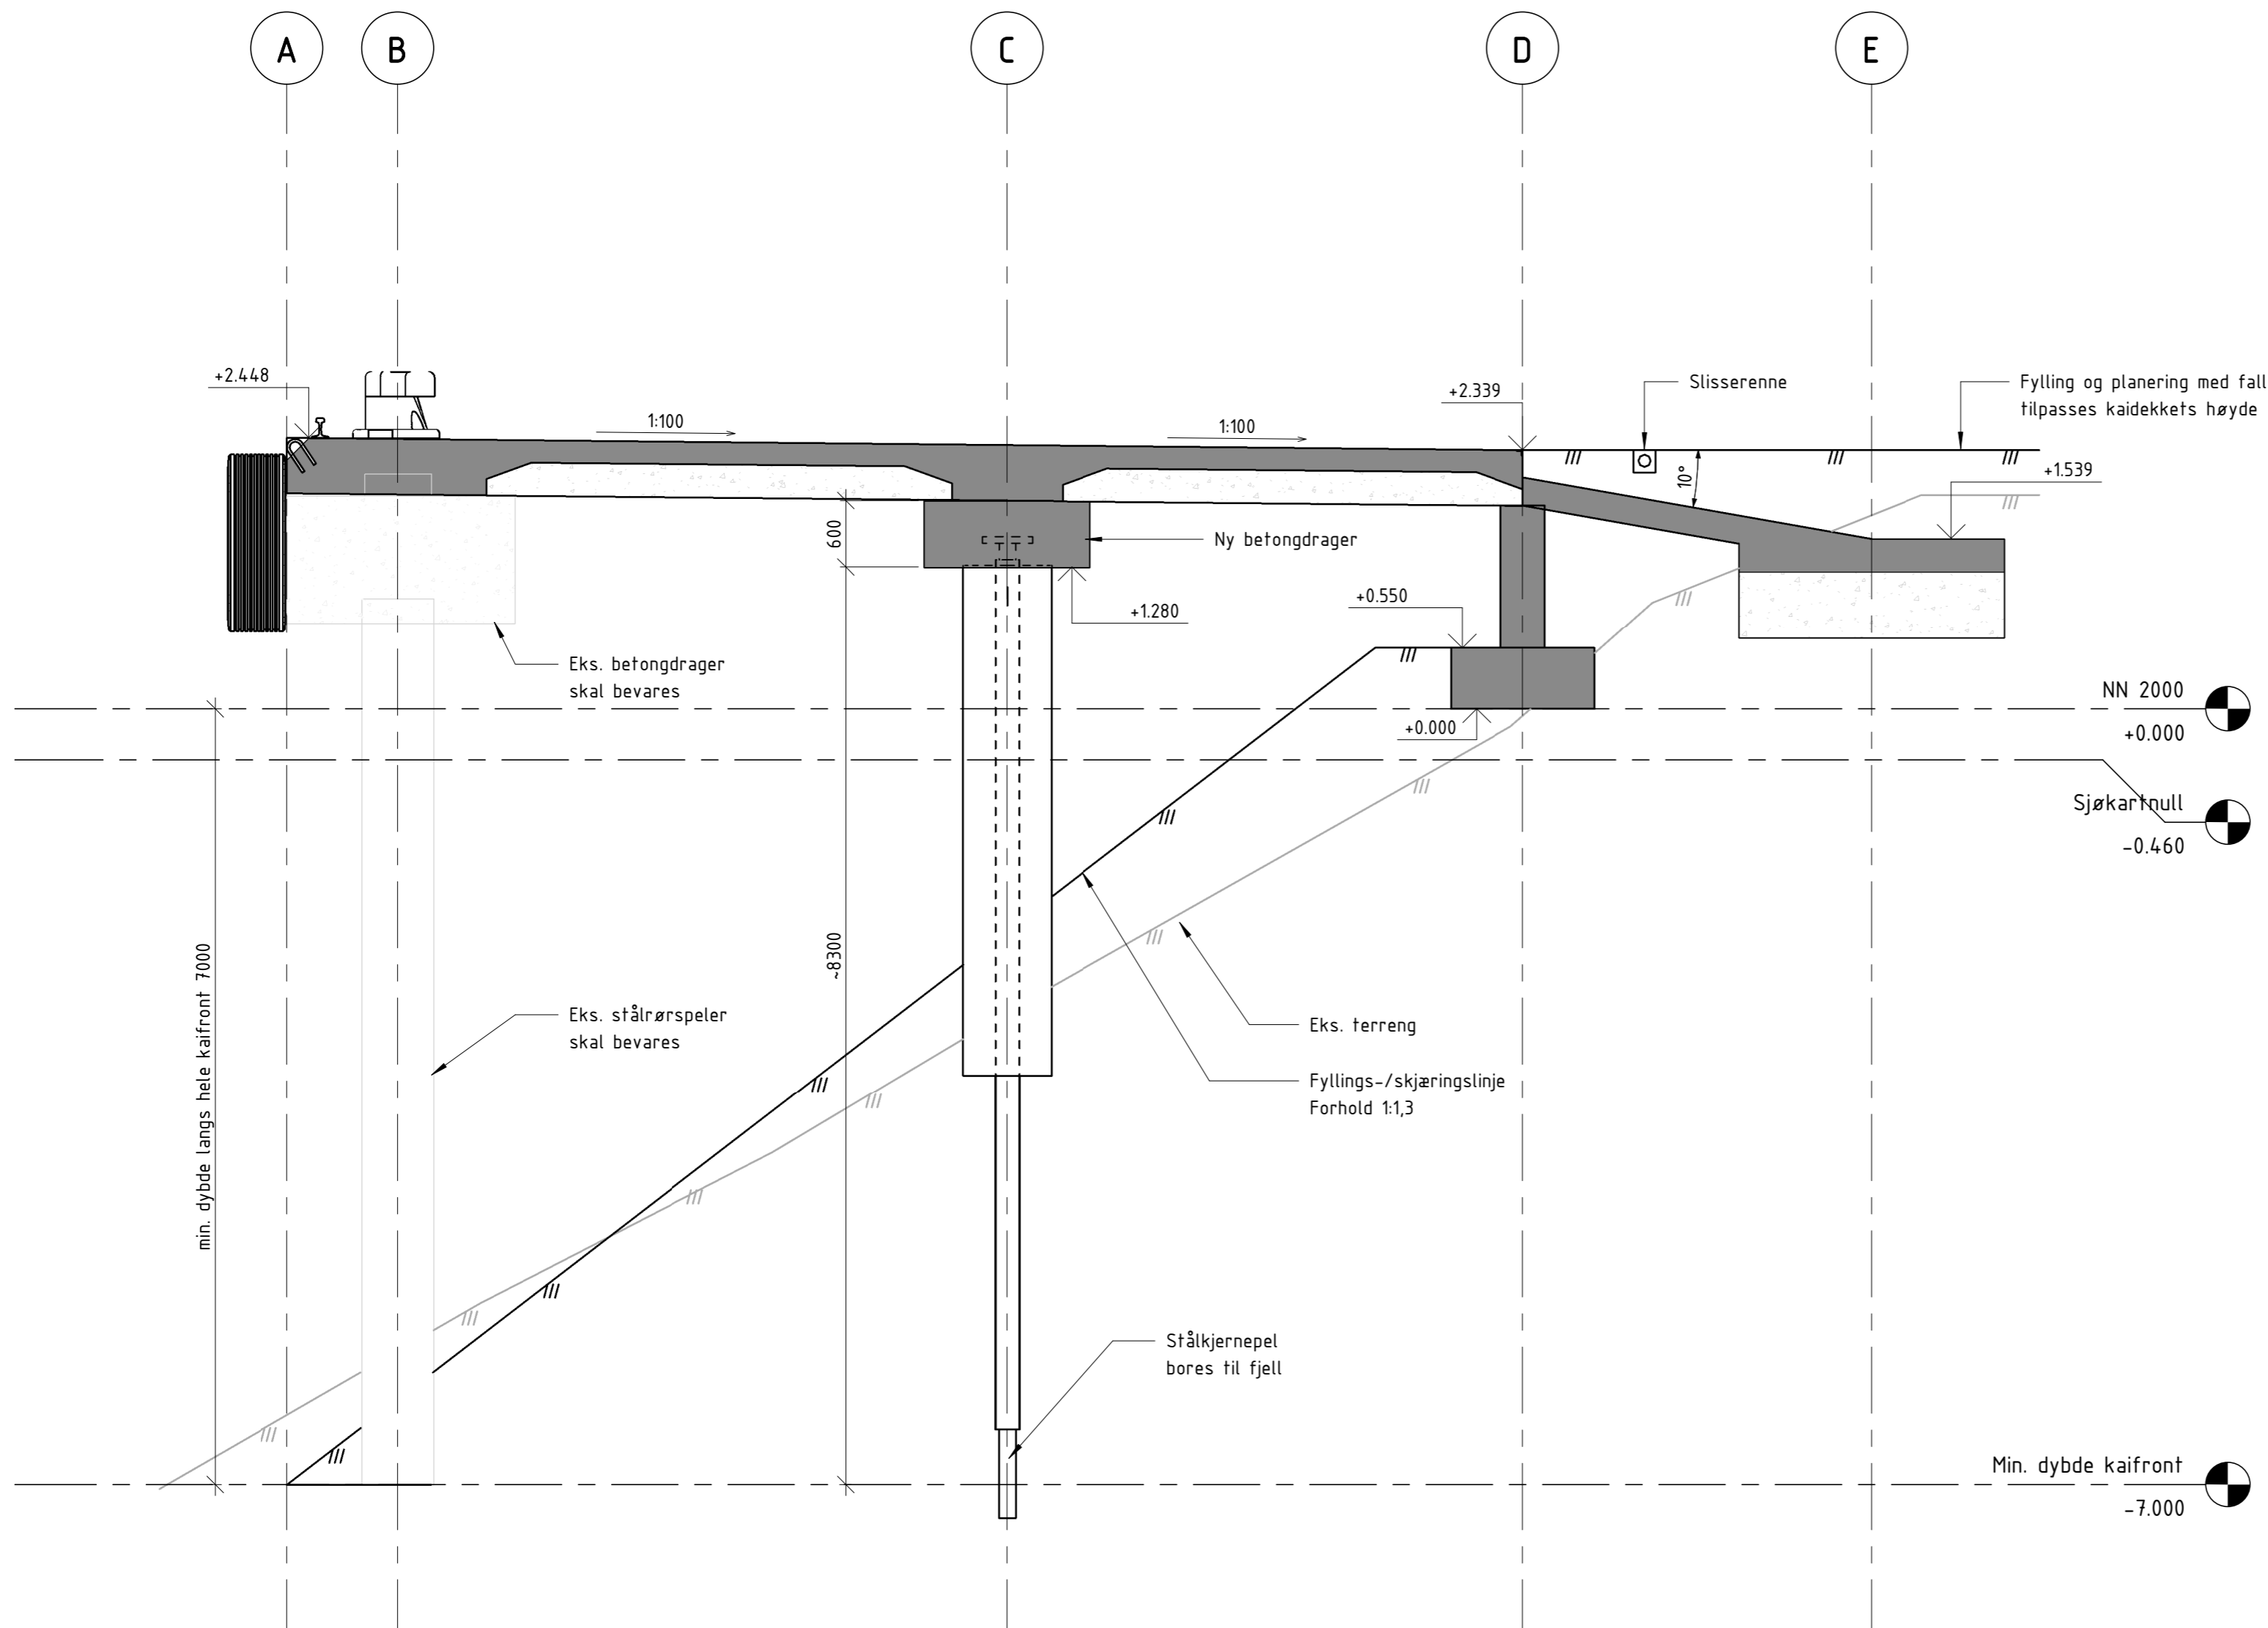 A
B
C
D
E
+2.448
1:100
1:100
+2.339
Slisserenne
Fylling og planering med fall
tilpasses kaidekkets høyde
10°
+1.539
600
Ny betongdrager
+1.280
+0.550
Eks. betongdrager
skal bevares
NN 2000
+0.000
+0.000
Sjøkartnull
-0.460
min. dybde langs hele kaifront 7000
~8300
Eks. stålrørspeler
skal bevares
Eks. terreng
Fyllings-/skjæringslinje
Forhold 1:1,3
Stålkjernepel
bores til fjell
Min. dybde kaifront
-7.000